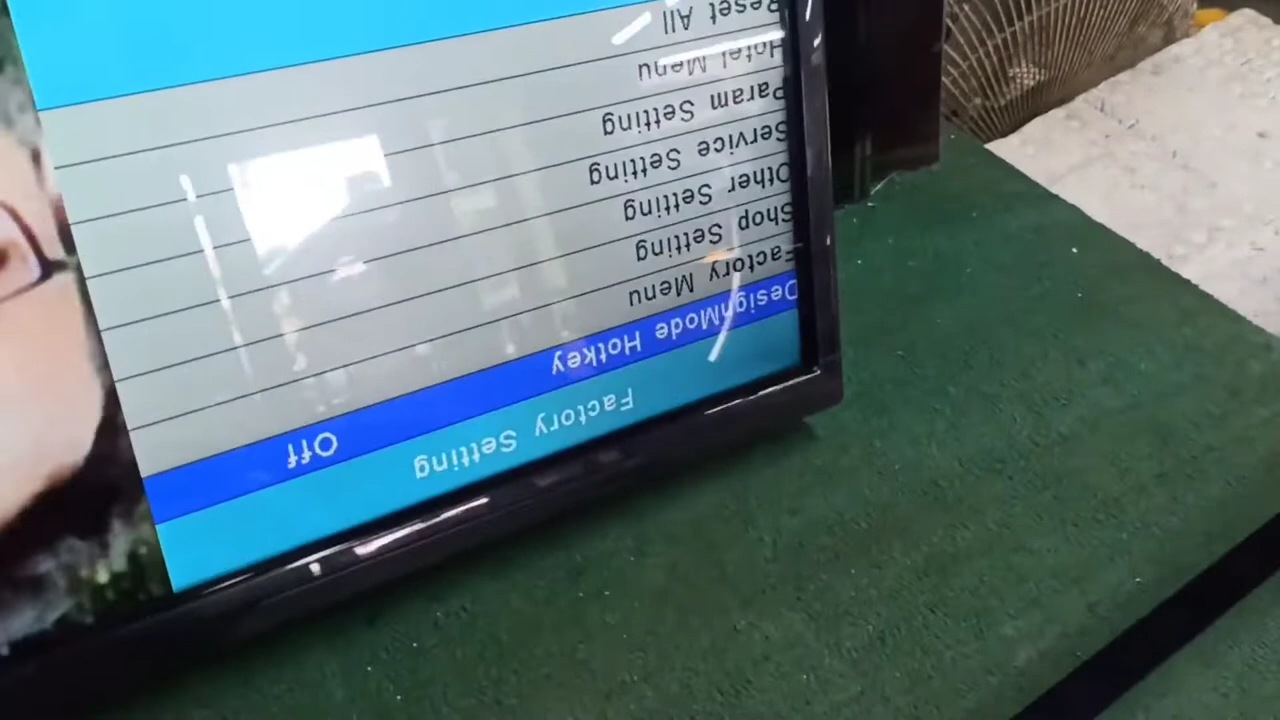 Factory Setting
DesignMode Hotkey Off
Factory Menu
Shop Setting
Other Setting
Service Setting
Param Setting
Hotel Menu
Reset All